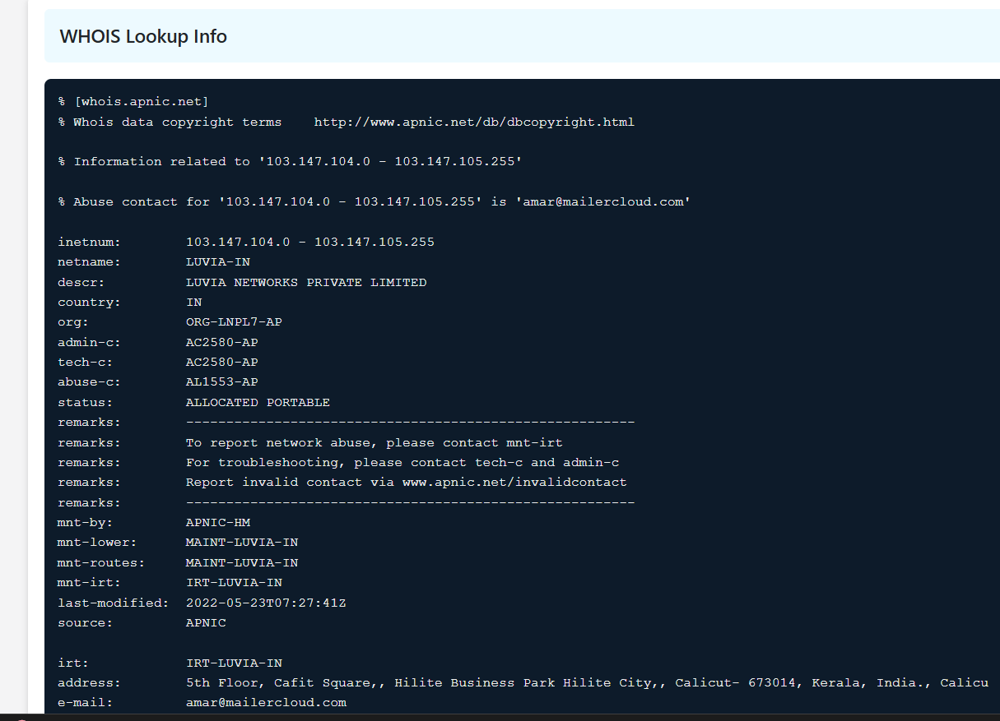 WHOIS Lookup Info
% [whois.apnic.net]
% Whois data copyright terms    http://www.apnic.net/db/dbcopyright.html
% Information related to '103.147.104.0 - 103.147.105.255'
% Abuse contact for '103.147.104.0 - 103.147.105.255' is 'amar@mailercloud.com'
inetnum:        103.147.104.0 - 103.147.105.255
netname:        LUVIA-IN
descr:          LUVIA NETWORKS PRIVATE LIMITED
country:        IN
org:            ORG-LNPL7-AP
admin-c:        AC2580-AP
tech-c:         AC2580-AP
abuse-c:        AL1553-AP
status:         ALLOCATED PORTABLE
remarks:        --------------------------------------------------------
remarks:        To report network abuse, please contact mnt-irt
remarks:        For troubleshooting, please contact tech-c and admin-c
remarks:        Report invalid contact via www.apnic.net/invalidcontact
remarks:        --------------------------------------------------------
mnt-by:         APNIC-HM
mnt-lower:      MAINT-LUVIA-IN
mnt-routes:     MAINT-LUVIA-IN
mnt-irt:        IRT-LUVIA-IN
last-modified:  2022-05-23T07:27:41Z
source:         APNIC
irt:            IRT-LUVIA-IN
address:        5th Floor, Cafit Square,, Hilite Business Park Hilite City,, Calicut- 673014, Kerala, India., Calicu
e-mail:         amar@mailercloud.com